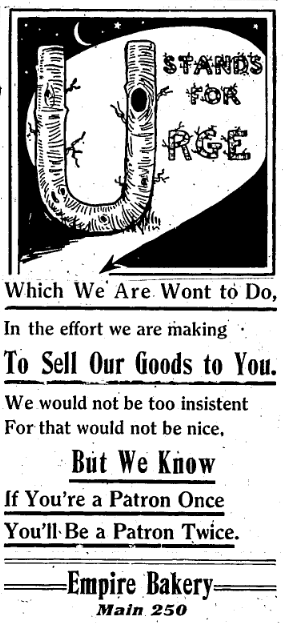 U STANDS
FOR
RGE
Which We Are Wont to Do,
In the effort we are making
To Sell Our Goods to You.
We would not be too insistent
For that would not be nice,
But We Know
If You're a Patron Once
You'll Be a Patron Twice.
Empire Bakery
Main 250